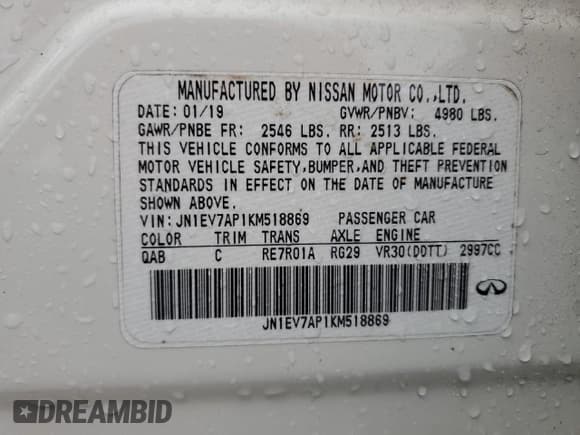 MANUFACTURED BY NISSAN MOTOR CO.,LTD.
DATE: 01/19 GVWR/PNBV: 4980 LBS.
GAWR/PNBE FR: 2546 LBS. RR: 2513 LBS.
THIS VEHICLE CONFORMS TO ALL APPLICABLE FEDERAL
MOTOR VEHICLE SAFETY,BUMPER,AND THEFT PREVENTION
STANDARDS IN EFFECT ON THE DATE OF MANUFACTURE
SHOWN ABOVE.
VIN: JN1EV7AP1KM518869 PASSENGER CAR
COLOR TRIM TRANS AXLE ENGINE
QAB C RE7R01A RG29 VR30(DDTT) 2997CC
JN1EV7AP1KM518869
DREAMBID